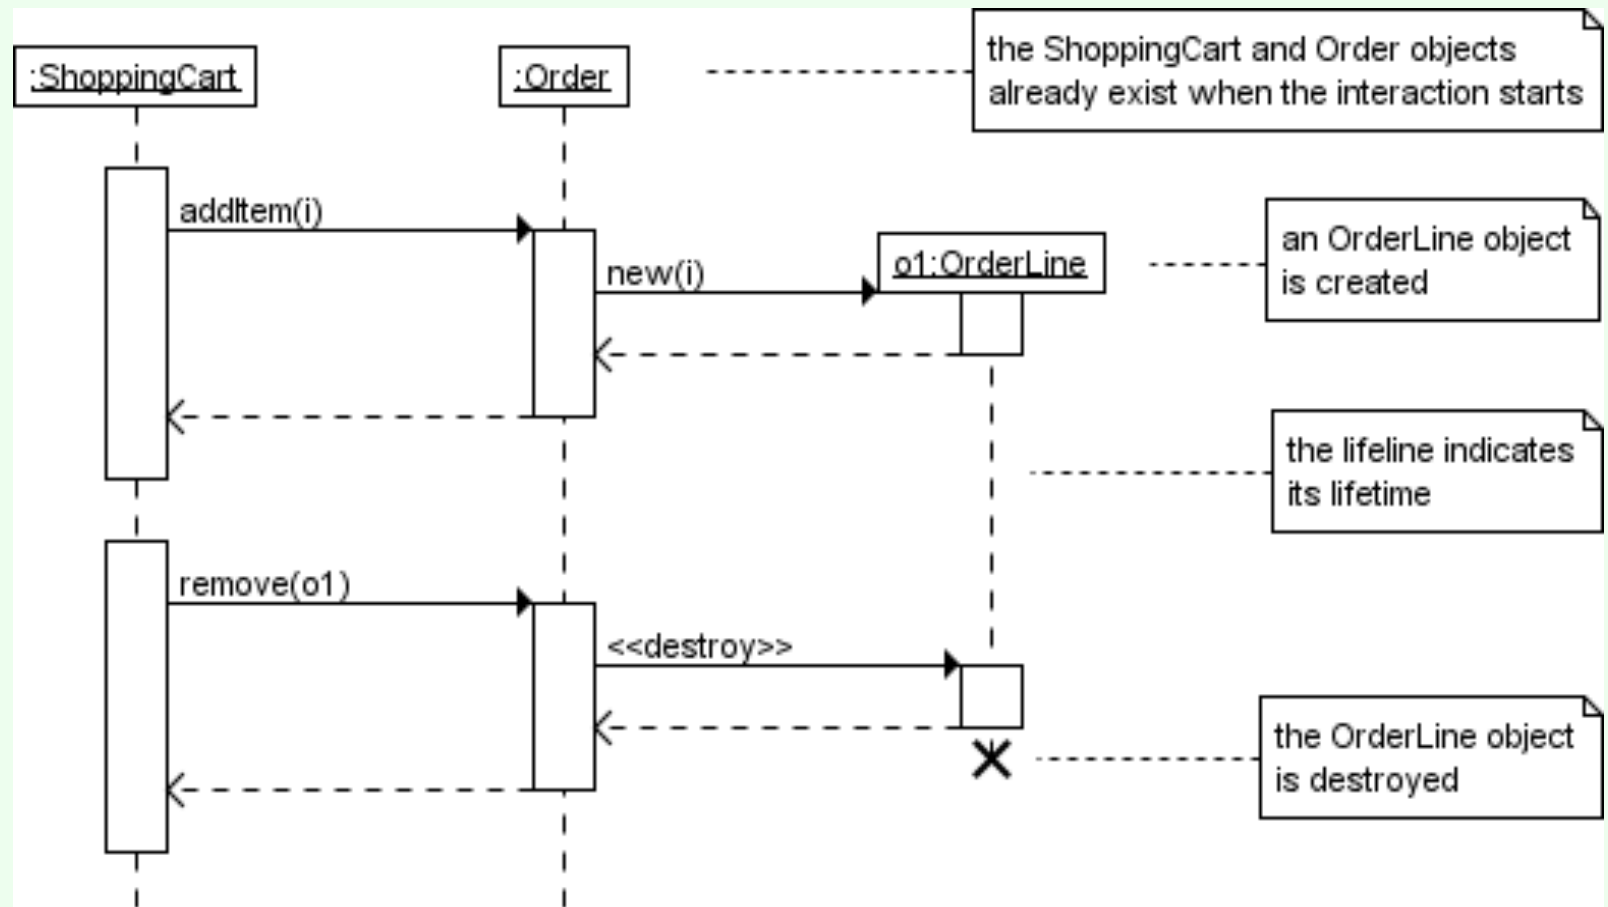 :ShoppingCart
:Order
the ShoppingCart and Order objects
already exist when the interaction starts
addItem(i)
new(i)
o1:OrderLine
an OrderLine object
is created
the lifeline indicates
its lifetime
remove(o1)
<<destroy>>
the OrderLine object
is destroyed